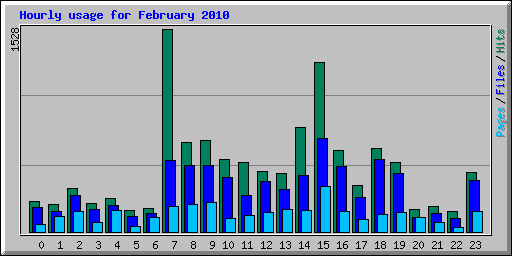 Hourly usage for February 2010
1528
Pages / Files / Hits
0 1 2 3 4 5 6 7 8 9 10 11 12 13 14 15 16 17 18 19 20 21 22 23